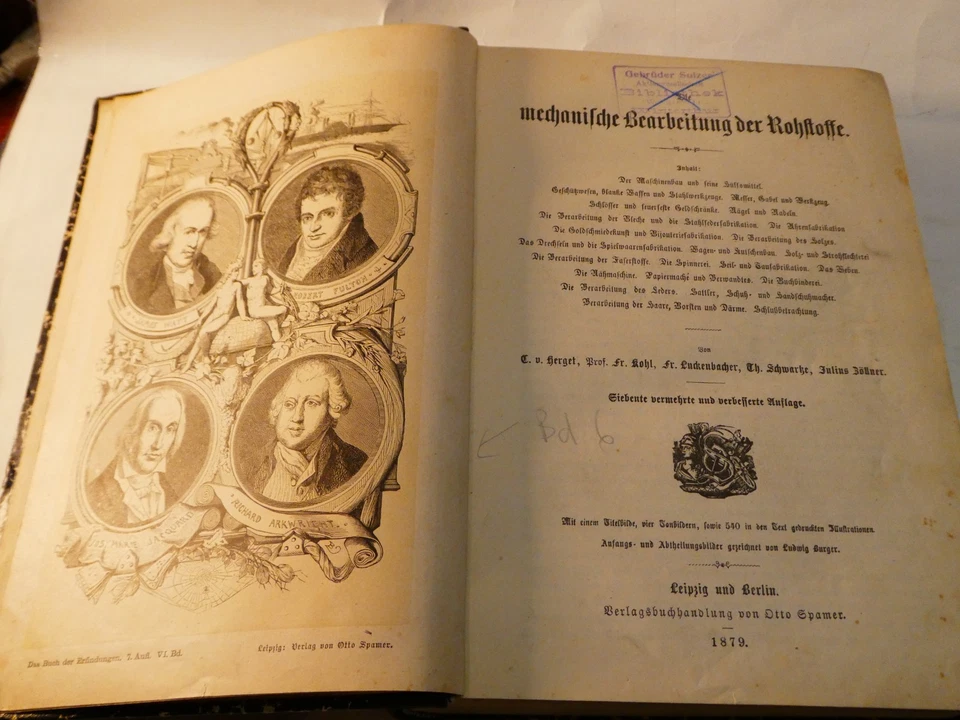 ROBERT FULTON
RICHARD ARKWRIGHT.
Das Buch der Erfindungen. 7. Aufl. VI. Bd.
Leipzig: Verlag von Otto Spamer.
Gebrüder Sulzer
Bibliothek
Die
mechanische Bearbeitung der Rohstoffe.
Inhalt:
Der Maschinenbau und seine Hülfsmittel.
Geschützwesen, blanke Waffen und Stahlwerkzeuge. Messer, Gabel und Werkzeug.
Schlösser und feuerfeste Geldschränke. Nägel und Nadeln.
Die Verarbeitung der Bleche und die Stahlfederfabrikation. Die Uhrenfabrikation
Die Goldschmiedekunst und Bijouteriefabrikation. Die Verarbeitung des Holzes.
Das Drechseln und die Spielwaarenfabrikation. Wagen- und Kutschenbau. Holz- und Strohflechterei
Die Verarbeitung der Faserstoffe. Die Spinnerei. Seil- und Taufabrikation. Das Weben.
Die Nähmaschine. Papiermaché und Verwandtes. Die Buchbinderei.
Die Verarbeitung des Leders. Sattler, Schuh- und Handschuhmacher.
Verarbeitung der Haare, Borsten und Därme. Schlußbetrachtung.
Von
C. v. Herget, Prof. Fr. Kohl, Fr. Luckenbacher, Th. Schwartze, Julius Zöllner.
Siebente vermehrte und verbesserte Auflage.
Bd 6
Mit einem Titelbilde, vier Tonbildern, sowie 540 in den Text gedruckten Illustrationen.
Anfangs- und Abtheilungsbilder gezeichnet von Ludwig Burger.
Leipzig und Berlin.
Verlagsbuchhandlung von Otto Spamer.
1879.